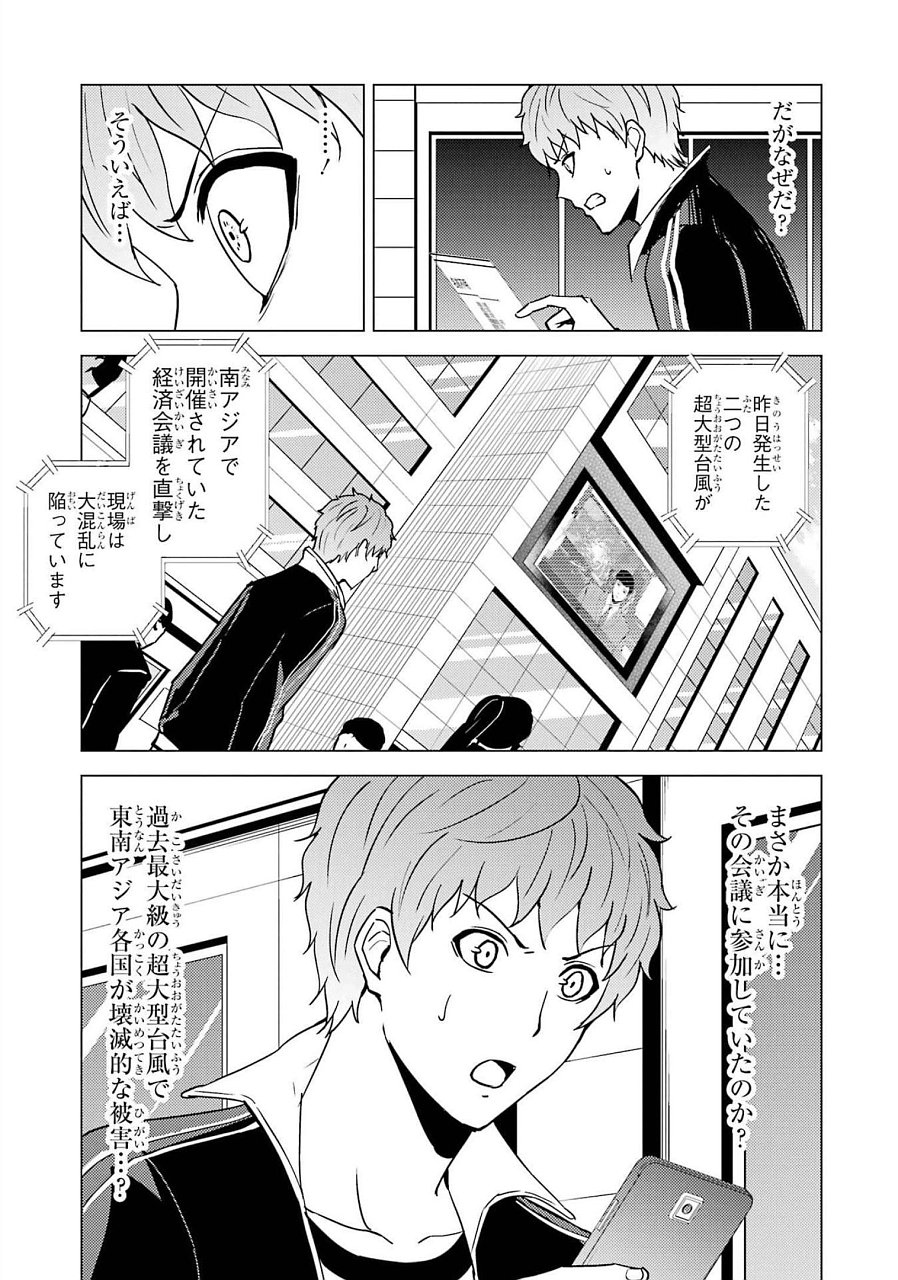 だがなぜだ？
……
そういえば…
昨日発生した
二つの
超大型台風が
南アジアで
開催されていた
経済会議を直撃し
現場は
大混乱に
陥っています
まさか本当に…
その会議に参加していたのか？
過去最大級の超大型台風で
東南アジア各国が壊滅的な被害…？